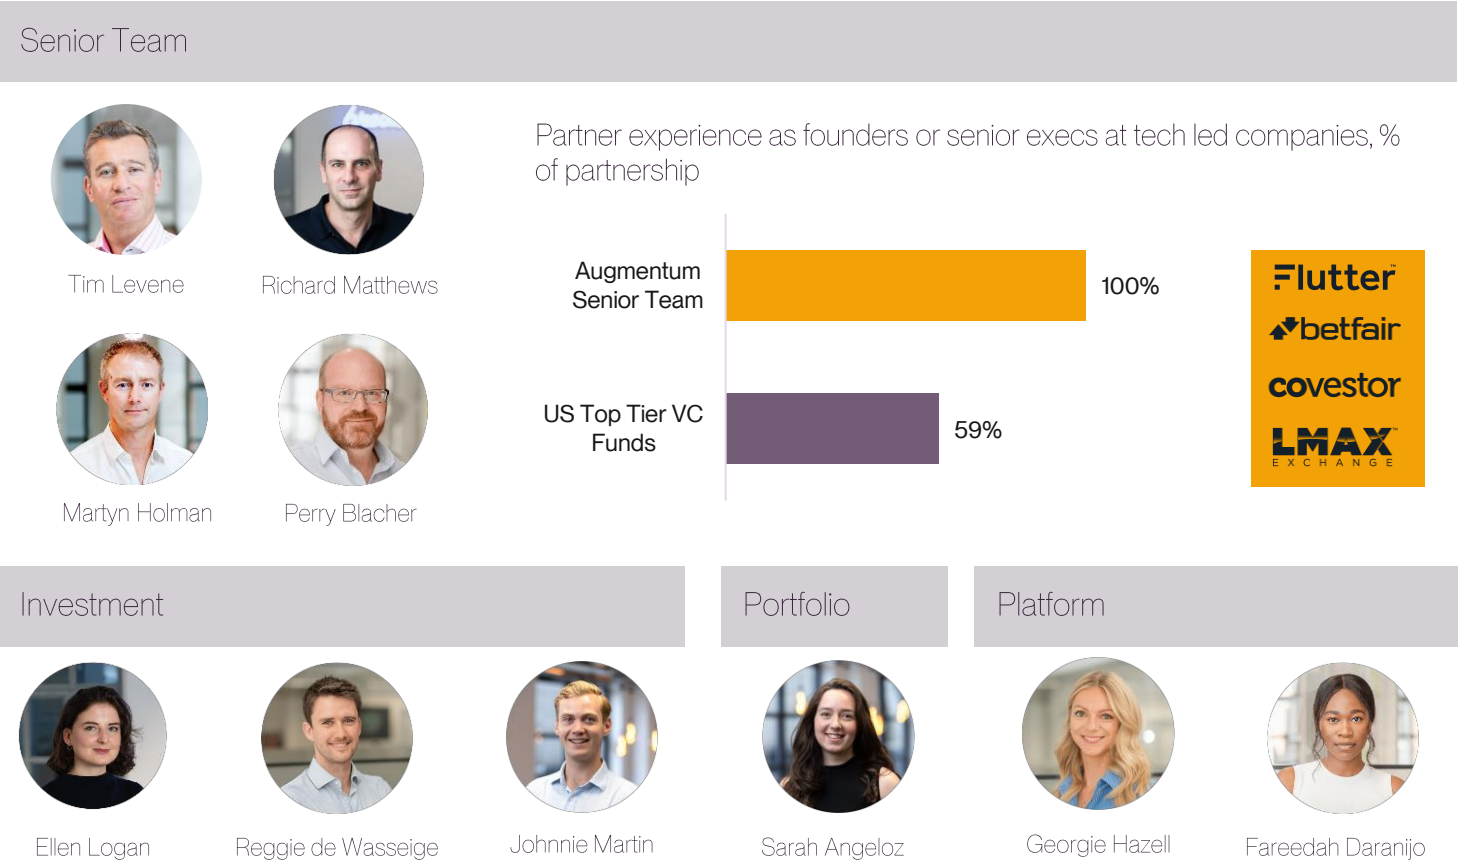 Senior Team
Tim Levene
Richard Matthews
Martyn Holman
Perry Blacher
Partner experience as founders or senior execs at tech led companies, %
of partnership
Augmentum
Senior Team
100%
US Top Tier VC
Funds
59%
Flutter™
betfair
covestor
LMAX™
EXCHANGE
Investment
Ellen Logan
Reggie de Wasseige
Johnnie Martin
Portfolio
Sarah Angeloz
Platform
Georgie Hazell
Fareedah Daranijo